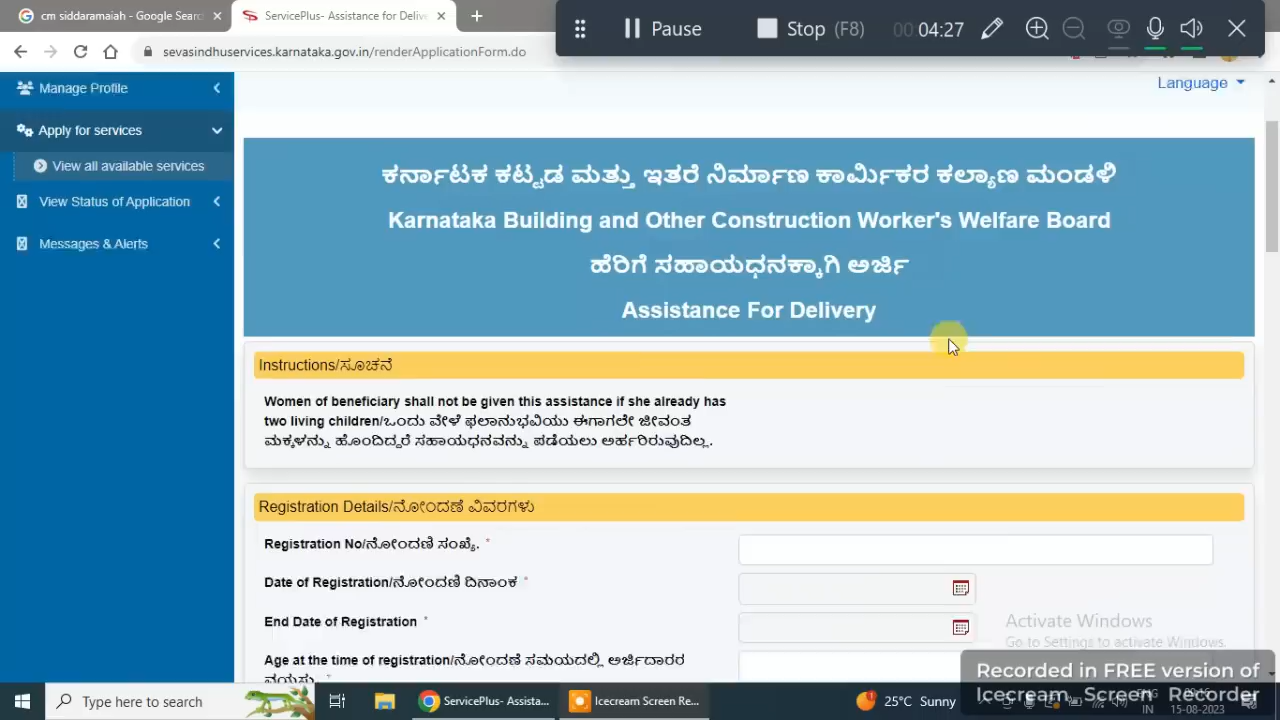 cm siddaramaiah - Google Sear
ServicePlus- Assistance for Delive
Pause
Stop (F8)
00 04:27
sevasindhuservices.karnataka.gov.in/renderApplicationForm.do
Manage Profile
Language
Apply for services
View all available services
View Status of Application
Messages & Alerts
ಕರ್ನಾಟಕ ಕಟ್ಟಡ ಮತ್ತು ಇತರೆ ನಿರ್ಮಾಣ ಕಾರ್ಮಿಕರ ಕಲ್ಯಾಣ ಮಂಡಳಿ
Karnataka Building and Other Construction Worker's Welfare Board
ಹೆರಿಗೆ ಸಹಾಯಧನಕ್ಕಾಗಿ ಅರ್ಜಿ
Assistance For Delivery
Instructions/ಸೂಚನೆ
Women of beneficiary shall not be given this assistance if she already has
two living children/ಒಂದು ವೇಳೆ ಫಲಾನುಭವಿಯು ಈಗಾಗಲೇ ಜೀವಂತ
ಮಕ್ಕಳನ್ನು ಹೊಂದಿದ್ದರೆ ಸಹಾಯಧನವನ್ನು ಪಡೆಯಲು ಅರ್ಹರಿರುವುದಿಲ್ಲ.
Registration Details/ನೋಂದಣೆ ವಿವರಗಳು
Registration No/ನೋಂದಣಿ ಸಂಖ್ಯೆ. *
Date of Registration/ನೋಂದಣಿ ದಿನಾಂಕ *
End Date of Registration *
Age at the time of registration/ನೋಂದಣೆ ಸಮಯದಲ್ಲಿ ಅರ್ಜಿದಾರರ
ವಯಸ್ಸು. *
Activate Windows
Go to Settings to activate Windows.
Recorded in FREE version of
Icecream Screen Recorder
Type here to search
ServicePlus- Assista...
Icecream Screen Re...
25°C Sunny
ENG
IN
15-08-2023